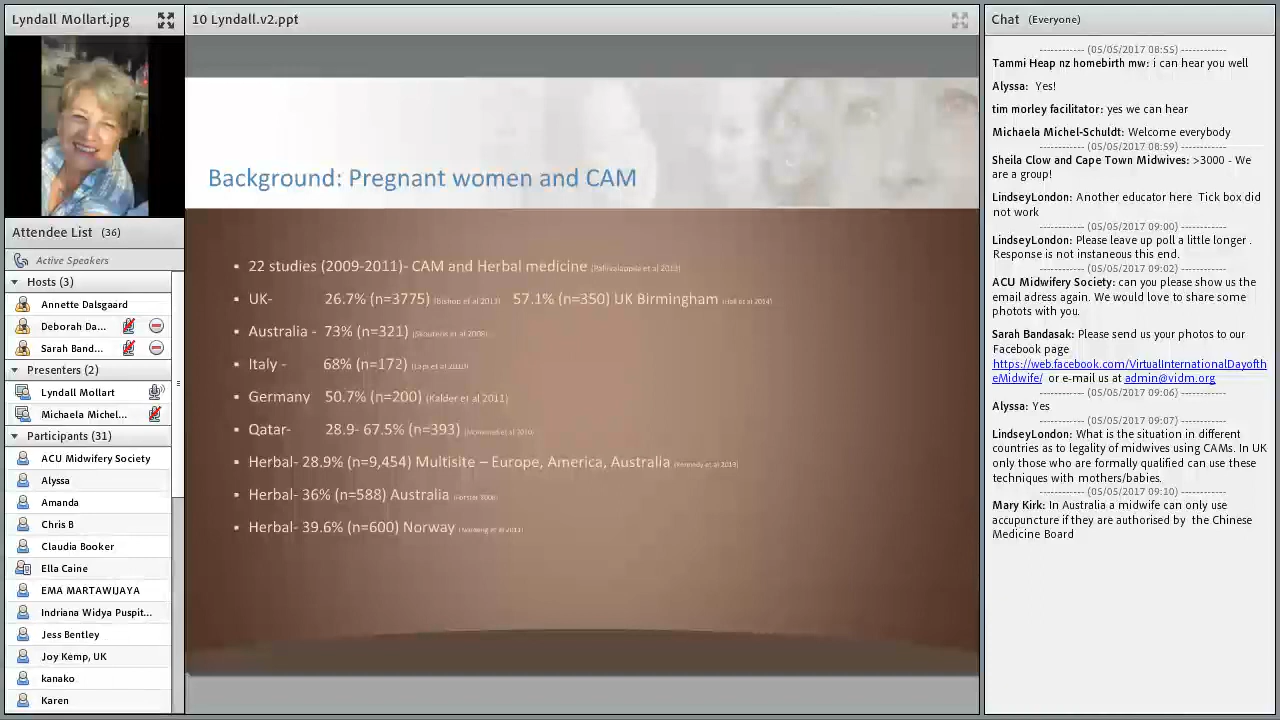 Lyndall Mollart.jpg
Attendee List (36)
Active Speakers
Hosts (3)
Annette Dalsgaard
Deborah Da...
Sarah Band...
Presenters (2)
Lyndall Mollart
Michaela Michel...
Participants (31)
ACU Midwifery Society
Alyssa
Amanda
Chris B
Claudia Booker
Ella Caine
EMA MARTAWIJAYA
Indriana Widya Puspit...
Jess Bentley
Joy Kemp, UK
kanako
Karen
10 Lyndall.v2.ppt
Background: Pregnant women and CAM
22 studies (2009-2011)- CAM and Herbal medicine
UK- 26.7% (n=3775) (Bishop et al 2011) 57.1% (n=350) UK Birmingham
Australia - 73% (n=321)
Italy - 68% (n=172)
Germany 50.7% (n=200) (Kalder et al 2011)
Qatar- 28.9- 67.5% (n=393)
Herbal- 28.9% (n=9,454) Multisite – Europe, America, Australia (Kennedy et al 2013)
Herbal- 36% (n=588) Australia
Herbal- 39.6% (n=600) Norway
Chat (Everyone)
------------ (05/05/2017 08:55) ------------
Tammi Heap nz homebirth mw: i can hear you well
Alyssa: Yes!
tim morley facilitator: yes we can hear
Michaela Michel-Schuldt: Welcome everybody
------------ (05/05/2017 08:59) ------------
Sheila Clow and Cape Town Midwives: >3000 - We
are a group!
LindseyLondon: Another educator here Tick box did
not work
------------ (05/05/2017 09:00) ------------
LindseyLondon: Please leave up poll a little longer .
Response is not instaneous this end.
------------ (05/05/2017 09:02) ------------
ACU Midwifery Society: can you please show us the
email adress again. We would love to share some
photots with you.
Sarah Bandasak: Please send us your photos to our
Facebook page
https://web.facebook.com/VirtualInternationalDayofth
eMidwife/ or e-mail us at admin@vidm.org
------------ (05/05/2017 09:06) ------------
Alyssa: Yes
------------ (05/05/2017 09:07) ------------
LindseyLondon: What is the situation in different
countries as to legality of midwives using CAMs. In UK
only those who are formally qualified can use these
techniques with mothers/babies.
------------ (05/05/2017 09:10) ------------
Mary Kirk: In Australia a midwife can only use
accupuncture if they are authorised by the Chinese
Medicine Board